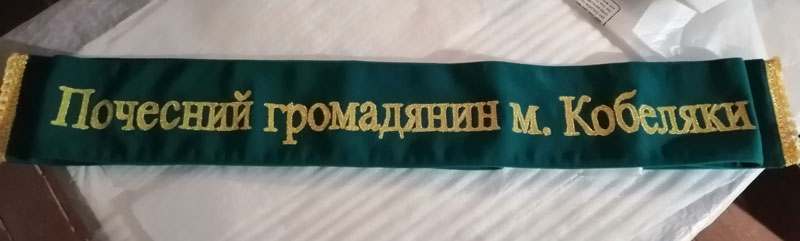 Почесний громадянин м. Кобеляки